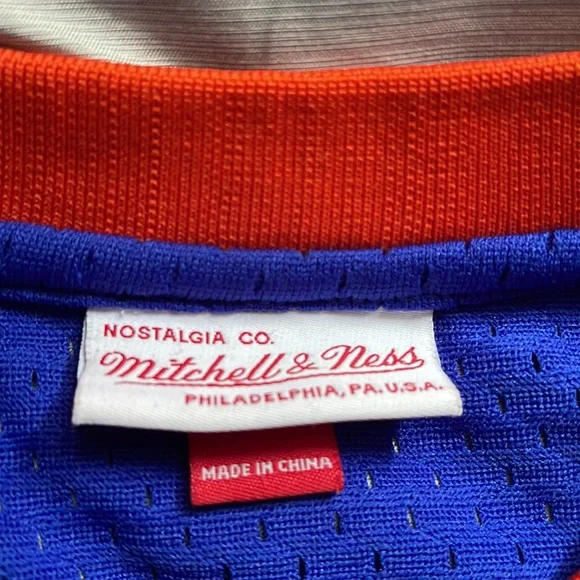 NOSTALGIA CO.
Mitchell & Ness
PHILADELPHIA, PA. U.S.A.
MADE IN CHINA